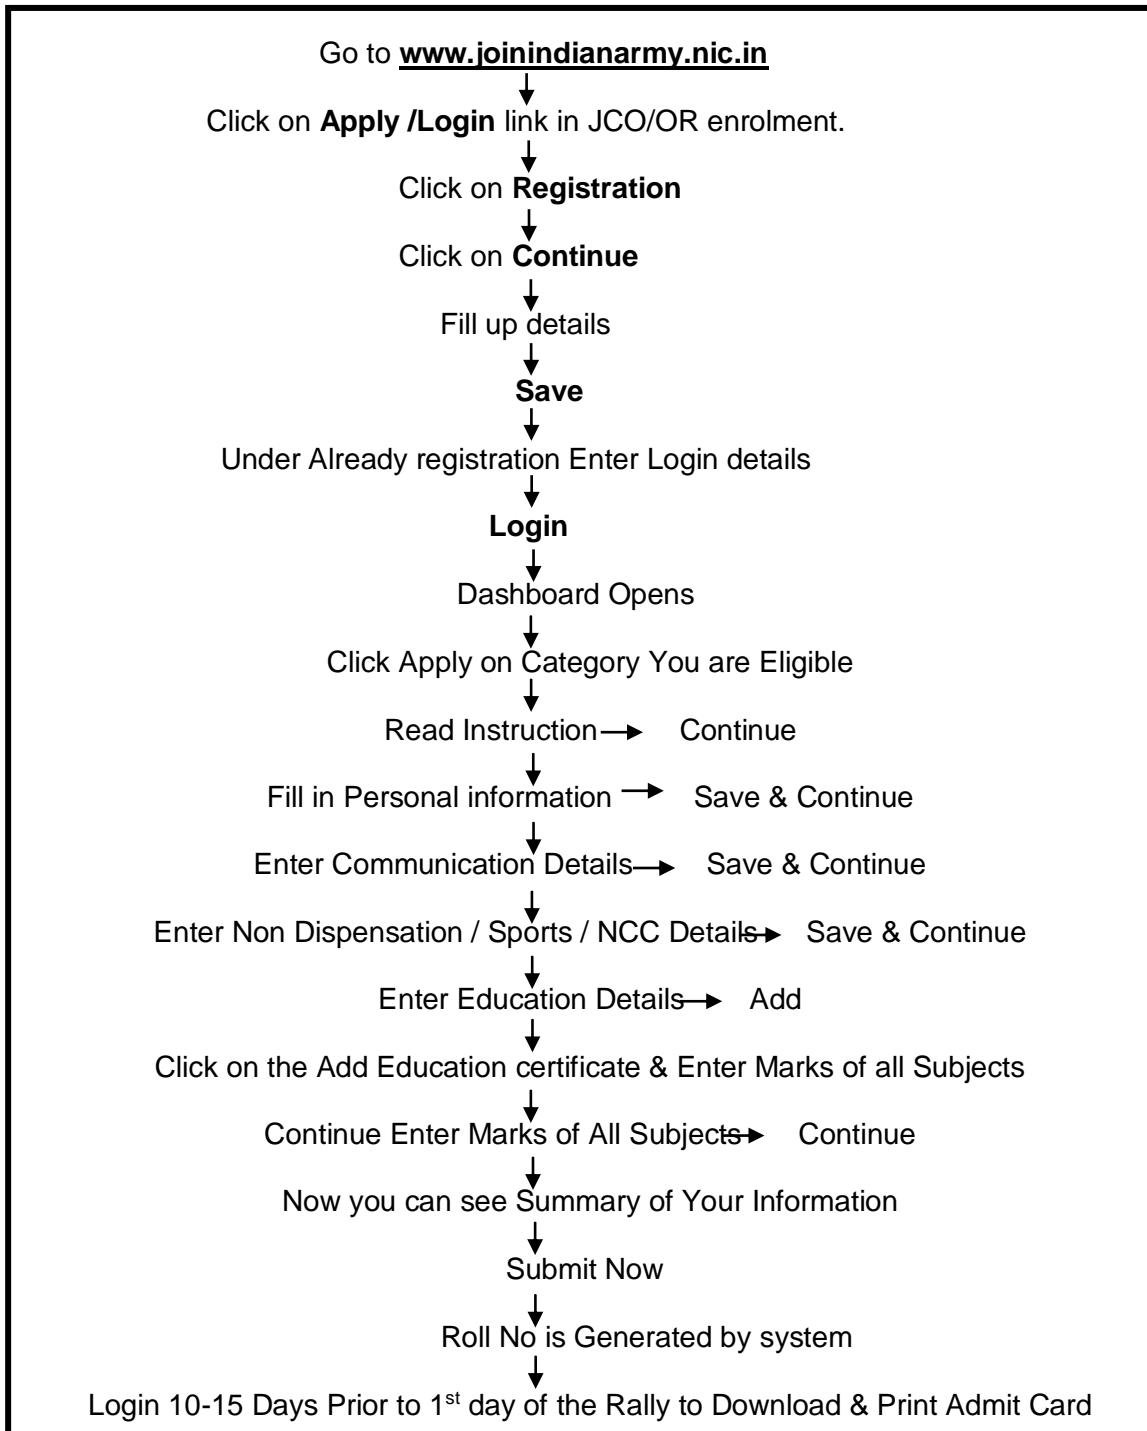 Go to www.joinindianarmy.nic.in
Click on Apply /Login link in JCO/OR enrolment.
Click on Registration
Click on Continue
Fill up details
Save
Under Already registration Enter Login details
Login
Dashboard Opens
Click Apply on Category You are Eligible
Read Instruction Continue
Fill in Personal information Save & Continue
Enter Communication Details Save & Continue
Enter Non Dispensation / Sports / NCC Details Save & Continue
Enter Education Details Add
Click on the Add Education certificate & Enter Marks of all Subjects
Continue Enter Marks of All Subjects Continue
Now you can see Summary of Your Information
Submit Now
Roll No is Generated by system
Login 10-15 Days Prior to 1st day of the Rally to Download & Print Admit Card